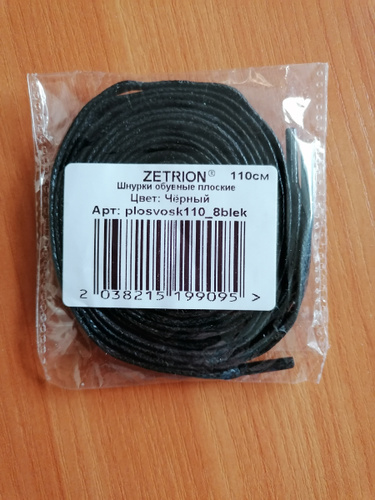 ZETRION® 110см
Шнурки обувные плоские
Цвет: Чёрный
Арт: plosvosk110_8blek
2 038215 199095 >